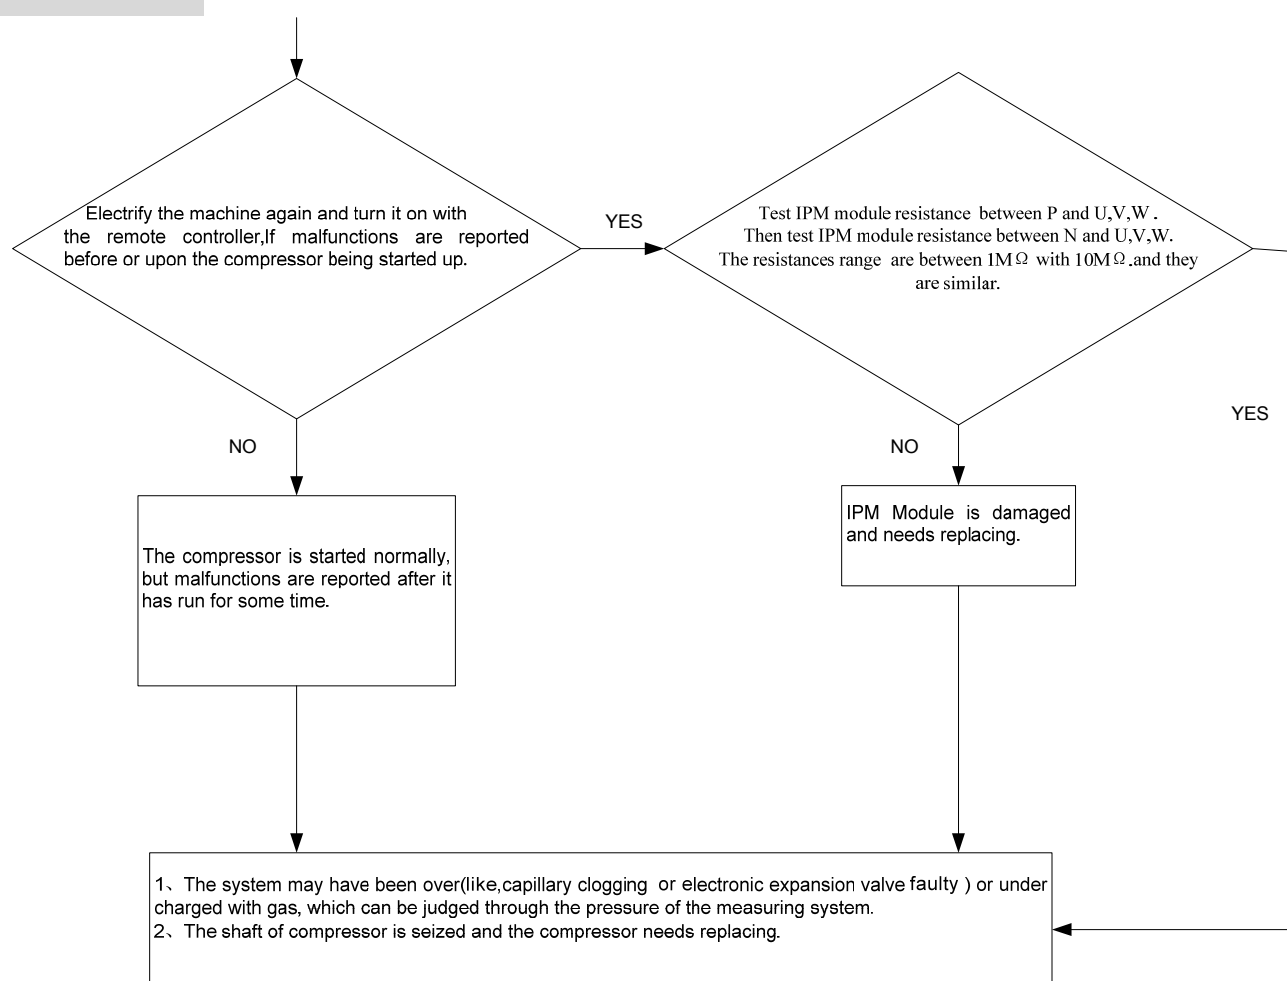 Electrify the machine again and turn it on with
the remote controller,If malfunctions are reported
before or upon the compressor being started up.
YES
Test IPM module resistance between P and U,V,W.
Then test IPM module resistance between N and U,V,W.
The resistances range are between 1MΩ with 10MΩ.and they
are similar.
YES
NO
NO
IPM Module is damaged
and needs replacing.
The compressor is started normally,
but malfunctions are reported after it
has run for some time.
1、The system may have been over(like,capillary clogging or electronic expansion valve faulty ) or under
charged with gas, which can be judged through the pressure of the measuring system.
2、The shaft of compressor is seized and the compressor needs replacing.